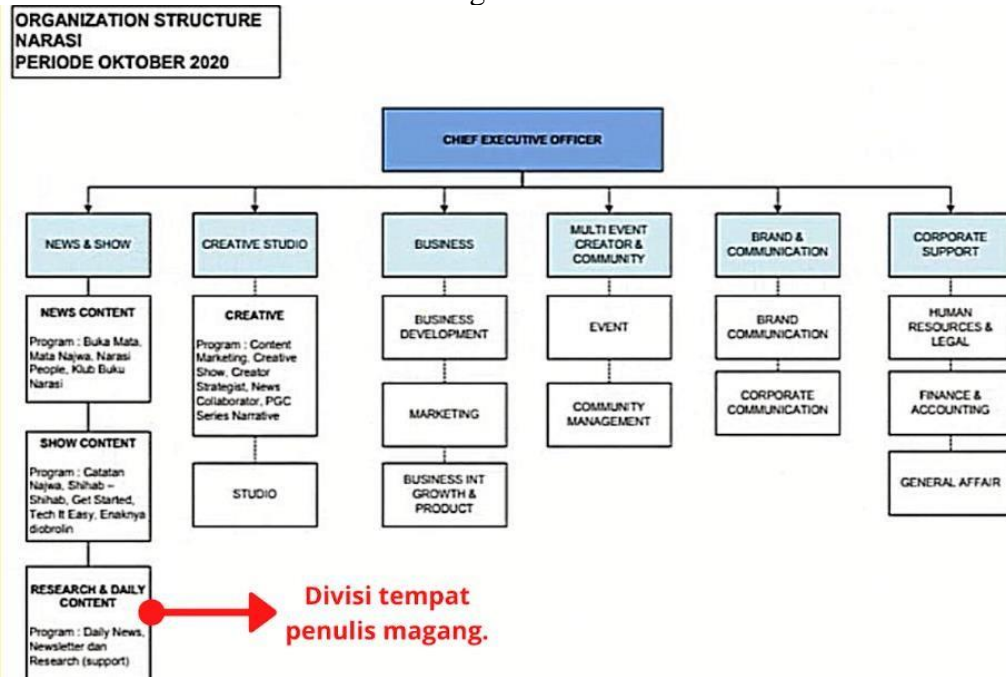 ORGANIZATION STRUCTURE
NARASI
PERIODE OKTOBER 2020
CHIEF EXECUTIVE OFFICER
NEWS & SHOW
CREATIVE STUDIO
BUSINESS
MULTI EVENT
CREATOR &
COMMUNITY
BRAND &
COMMUNICATION
CORPORATE
SUPPORT
NEWS CONTENT
Program : Buka Mata,
Mata Najwa, Narasi
People, Klub Buku
Narasi
CREATIVE
Program : Content
Marketing, Creative
Show, Creator
Strategist, News
Collaborator, PGC
Series Narrative
BUSINESS
DEVELOPMENT
EVENT
BRAND
COMMUNICATION
HUMAN
RESOURCES &
LEGAL
MARKETING
COMMUNITY
MANAGEMENT
CORPORATE
COMMUNICATION
FINANCE &
ACCOUNTING
SHOW CONTENT
Program : Catatan
Najwa, Shihab –
Shihab, Get Started,
Tech It Easy, Enaknya
diobrolin
STUDIO
BUSINESS INT
GROWTH &
PRODUCT
GENERAL AFFAIR
RESEARCH & DAILY
CONTENT
Program : Daily News,
Newsletter dan
Research (support)
Divisi tempat
penulis magang.